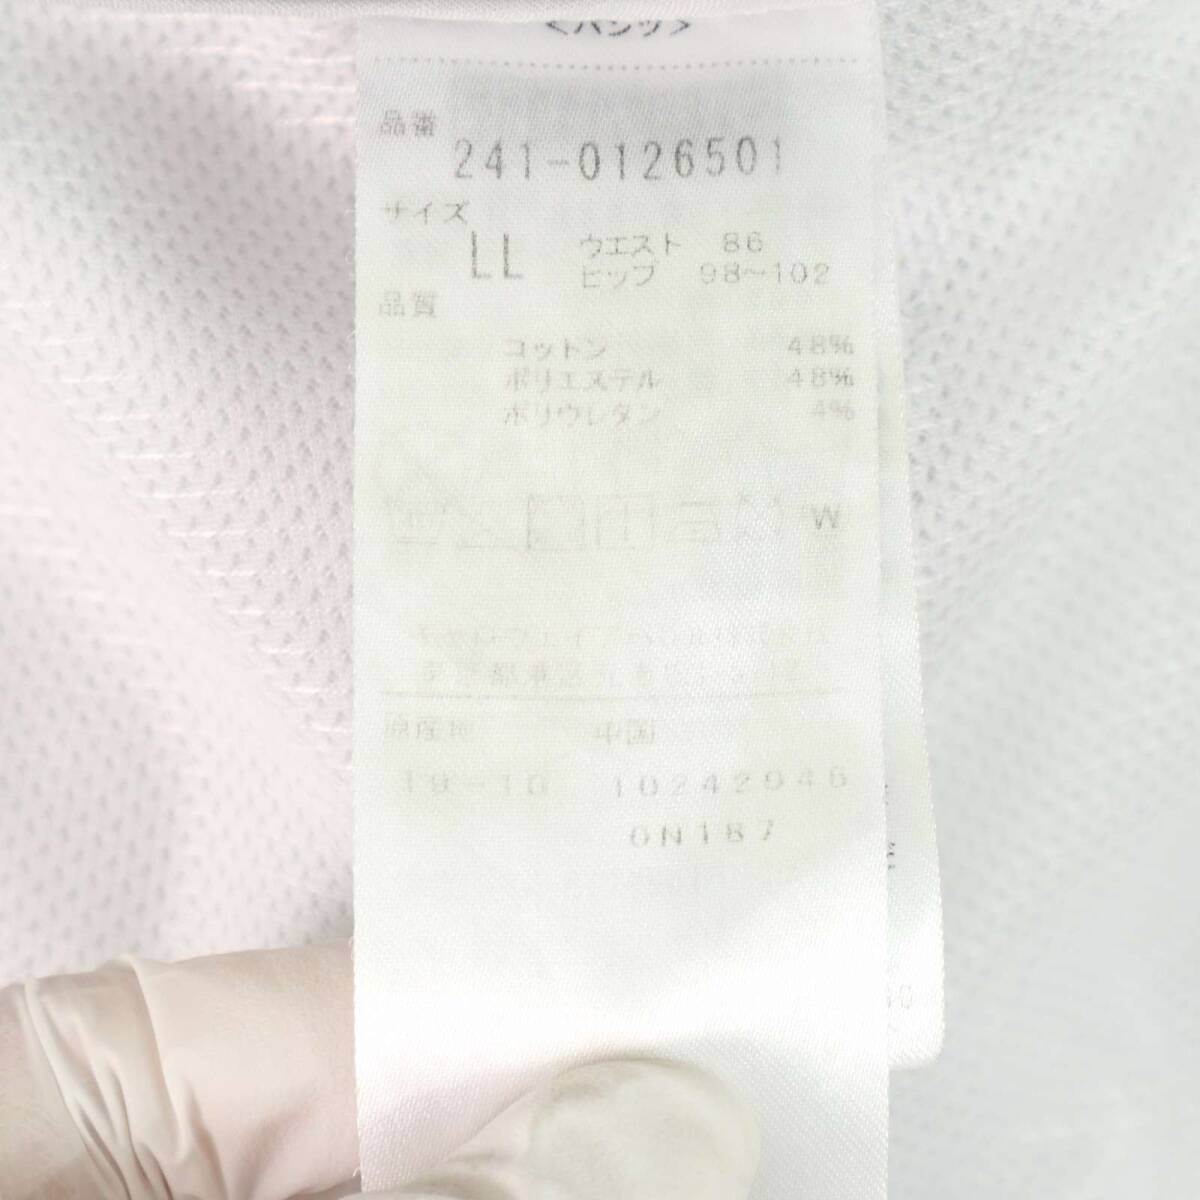 <パンツ>
品番
241-0126501
サイズ
LL ウエスト 86
ヒップ 98~102
品質
コットン 48%
ポリエステル 48%
ポリウレタン 4%
W
原産地 中国
19-10 10242046
0N187